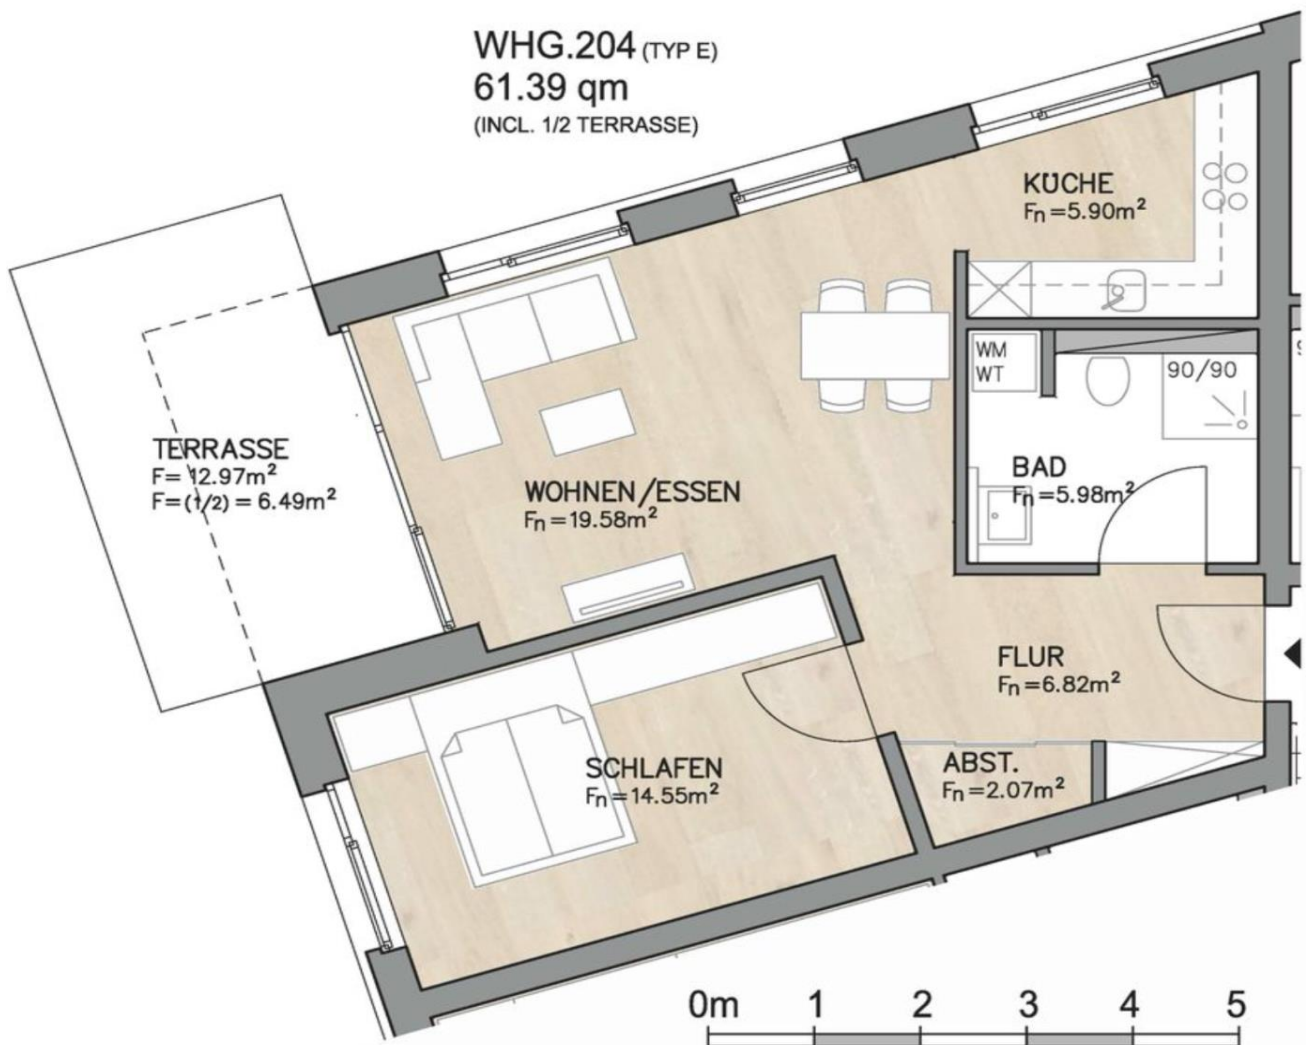 WHG.204 (TYP E)
61.39 qm
(INCL. 1/2 TERRASSE)
KÜCHE
Fn=5.90m²
WM
WT
90/90
TERRASSE
F= 12.97m²
F=(1/2) = 6.49m²
WOHNEN/ESSEN
Fn=19.58m²
BAD
Fn=5.98m²
FLUR
Fn=6.82m²
SCHLAFEN
Fn=14.55m²
ABST.
Fn=2.07m²
0m 1 2 3 4 5